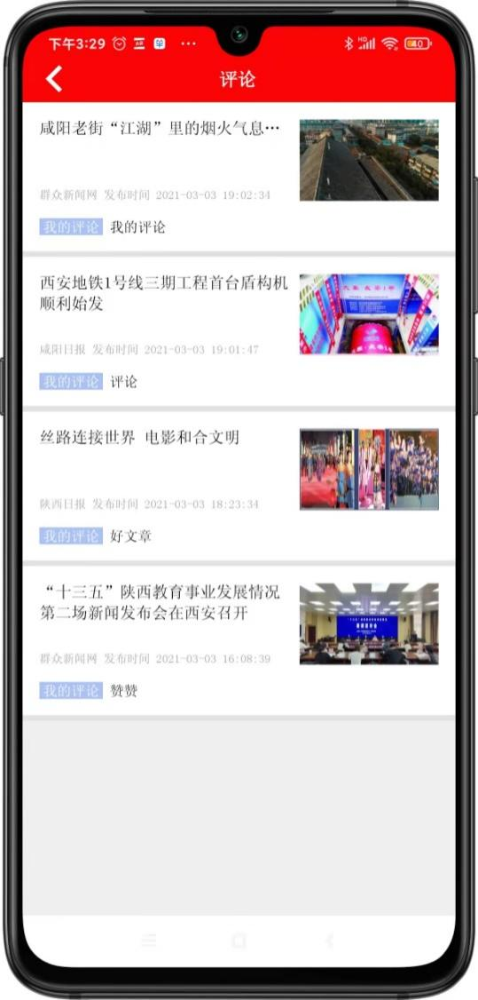 下午3:29
HD
40
评论
咸阳老街“江湖”里的烟火气息…
群众新闻网 发布时间 2021-03-03 19:02:34
我的评论 我的评论
西安地铁1号线三期工程首台盾构机
顺利始发
咸阳日报 发布时间 2021-03-03 19:01:47
我的评论 评论
丝路连接世界 电影和合文明
陕西日报 发布时间 2021-03-03 18:23:34
我的评论 好文章
“十三五”陕西教育事业发展情况
第二场新闻发布会在西安召开
群众新闻网 发布时间 2021-03-03 16:08:39
新闻发布会
我的评论 赞赞